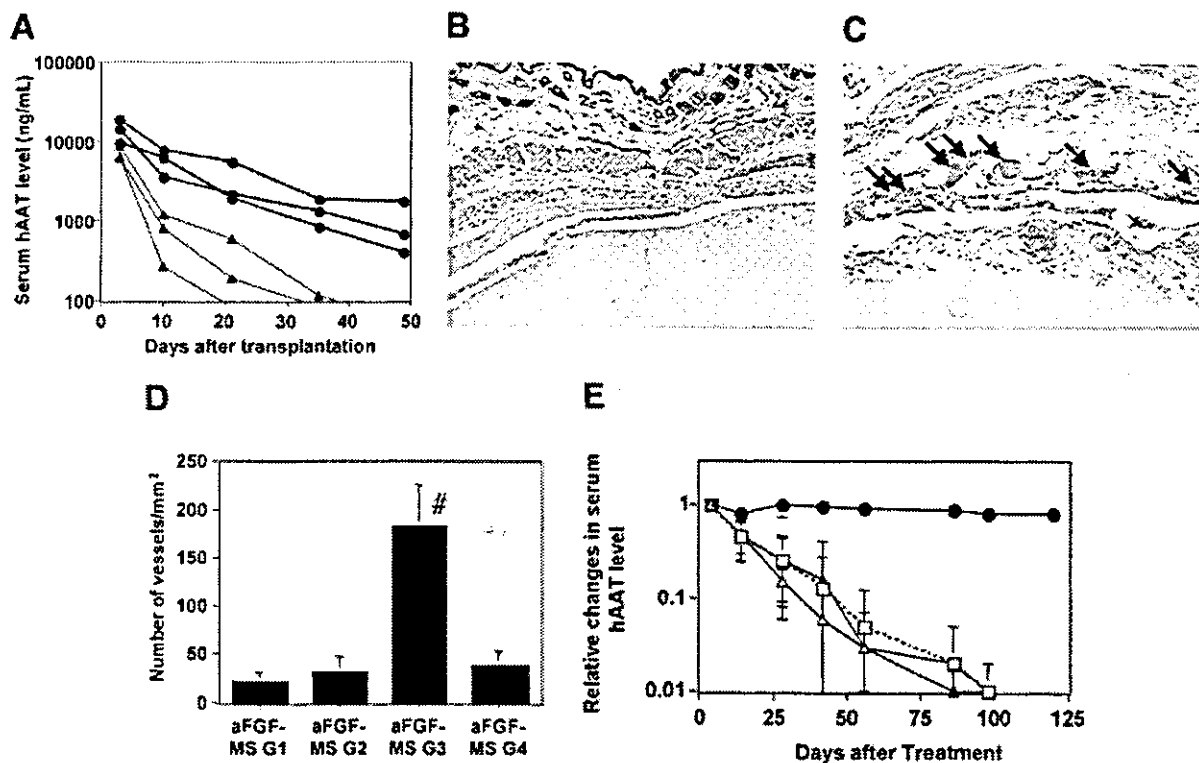 A
B
C
Serum hAAT level (ng/mL)
100000
10000
1000
100
0 10 20 30 40 50
Days after transplantation
D
E
Number of vessels/mm²
250
200
150
100
50
0
#
aFGF-MS G1
aFGF-MS G2
aFGF-MS G3
aFGF-MS G4
Relative changes in serum
hAAT level
1
0.1
0.01
0 25 50 75 100 125
Days after Treatment